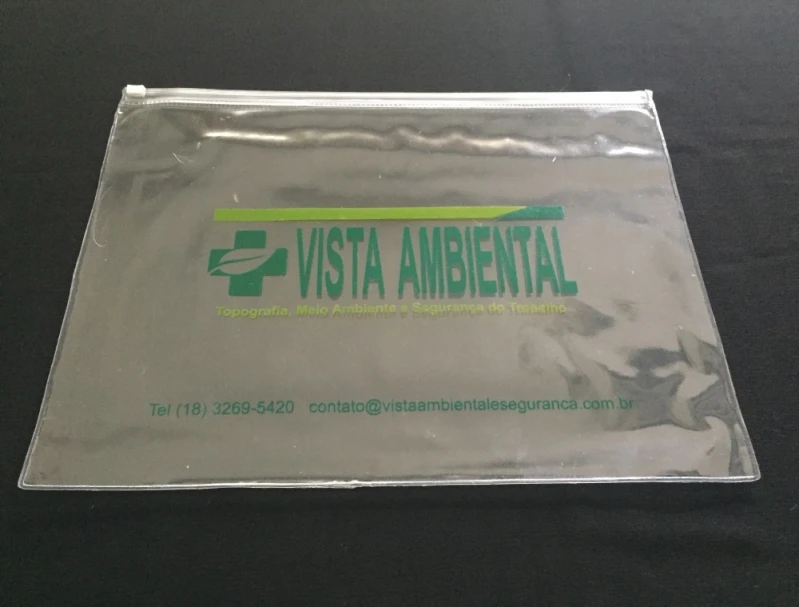 VISTA AMBIENTAL
Topografia, Meio Ambiente e Segurança do Trabalho
Tel (18) 3269-5420 contato@vistaambientaleseguranca.com.br